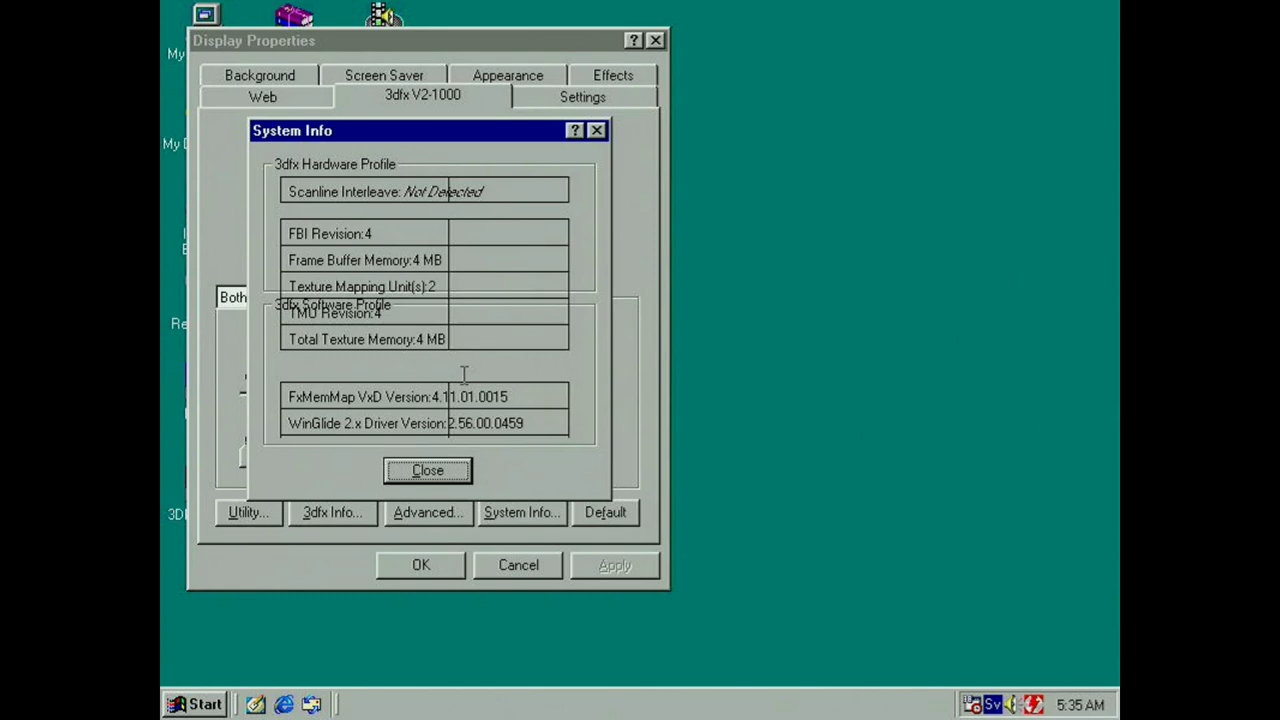 My
Display Properties
Background
Screen Saver
Appearance
Effects
Web
3dfx V2-1000
Settings
System Info
My D
3dfx Hardware Profile
Scanline Interleave: Not Detected
FBI Revision:4
Frame Buffer Memory:4 MB
Texture Mapping Unit(s):2
Both
3dfx Software Profile
TMU Revision:4
Re
Total Texture Memory:4 MB
FxMemMap VxD Version:4.11.01.0015
WinGlide 2.x Driver Version:2.56.00.0459
Close
3D
Utility...
3dfx Info...
Advanced...
System Info...
Default
OK
Cancel
Apply
Start
Sv
5:35 AM